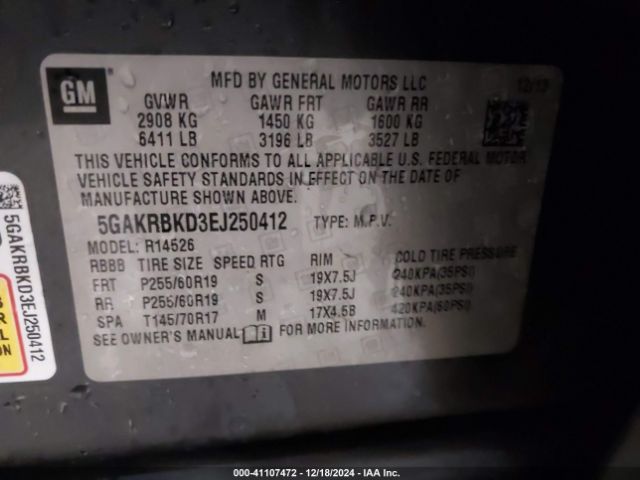 GM
MFD BY GENERAL MOTORS LLC
12/13
GVWR GAWR FRT GAWR RR
2908 KG 1450 KG 1600 KG
6411 LB 3196 LB 3527 LB
THIS VEHICLE CONFORMS TO ALL APPLICABLE U.S. FEDERAL MOTOR
VEHICLE SAFETY STANDARDS IN EFFECT ON THE DATE OF
MANUFACTURE SHOWN ABOVE.
5GAKRBKD3EJ250412 TYPE: M.P.V.
MODEL: R14526
RBBB TIRE SIZE SPEED RTG RIM COLD TIRE PRESSURE
FRT P255/60R19 S 19X7.5J 240KPA(35PSI)
RR P255/60R19 S 19X7.5J 240KPA(35PSI)
SPA T145/70R17 M 17X4.5B 420KPA(60PSI)
SEE OWNER'S MANUAL FOR MORE INFORMATION.
5GAKRBKD3EJ250412
000-41107472 — 12/18/2024 — IAA Inc.